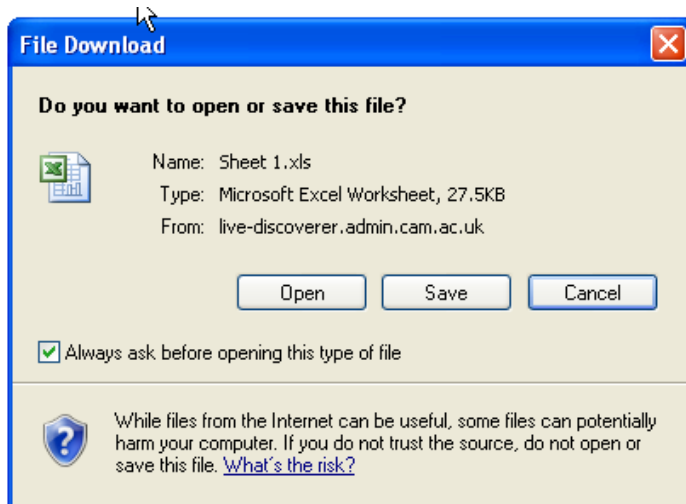 File Download
Do you want to open or save this file?
Name: Sheet 1.xls
Type: Microsoft Excel Worksheet, 27.5KB
From: live-discoverer.admin.cam.ac.uk
Open Save Cancel
Always ask before opening this type of file
While files from the Internet can be useful, some files can potentially
harm your computer. If you do not trust the source, do not open or
save this file. What's the risk?